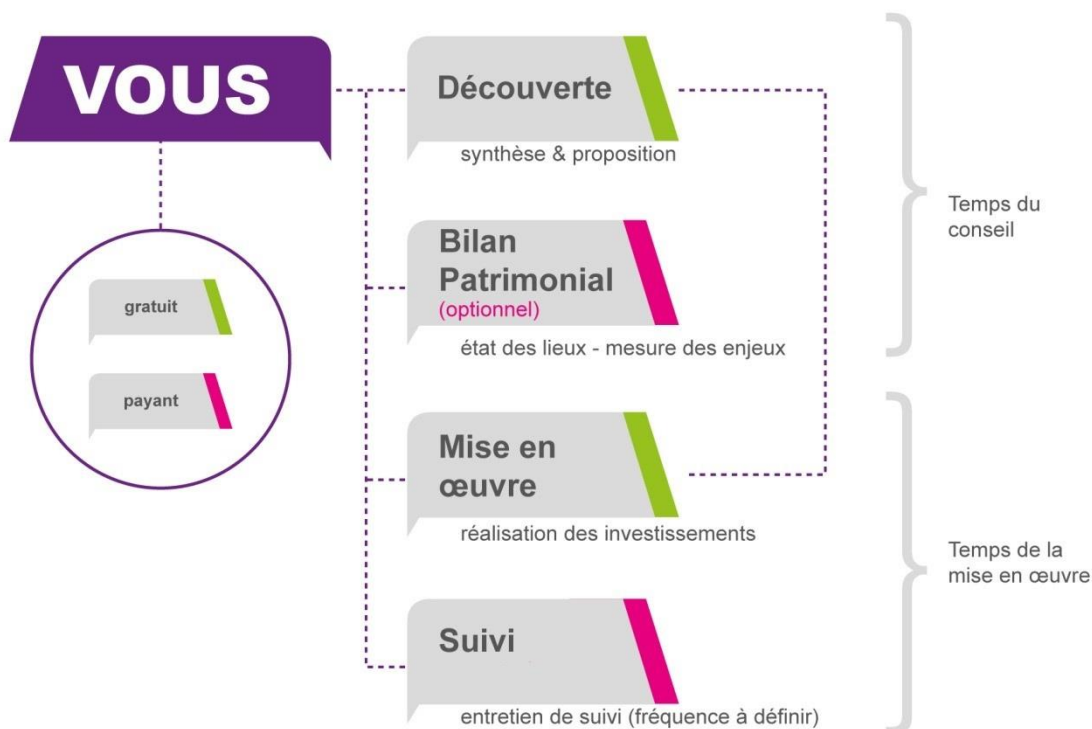 VOUS
Découverte
synthèse & proposition
Bilan
Patrimonial
(optionnel)
état des lieux - mesure des enjeux
Temps du
conseil
gratuit
payant
Mise en
œuvre
réalisation des investissements
Suivi
entretien de suivi (fréquence à définir)
Temps de la
mise en œuvre